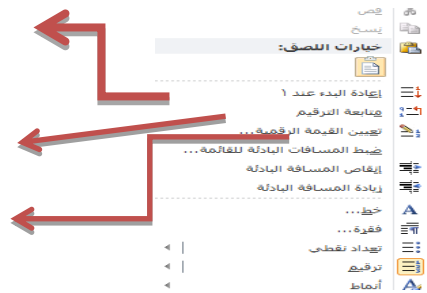 قص
نسخ
خيارات اللصق:
إعادة البدء عند ١
متابعة الترقيم
تعيين القيمة الرقمية...
ضبط المسافات البادئة للقائمة...
إنقاص المسافة البادئة
زيادة المسافة البادئة
خط...
فقرة...
تعداد نقطي
ترقيم
أنماط